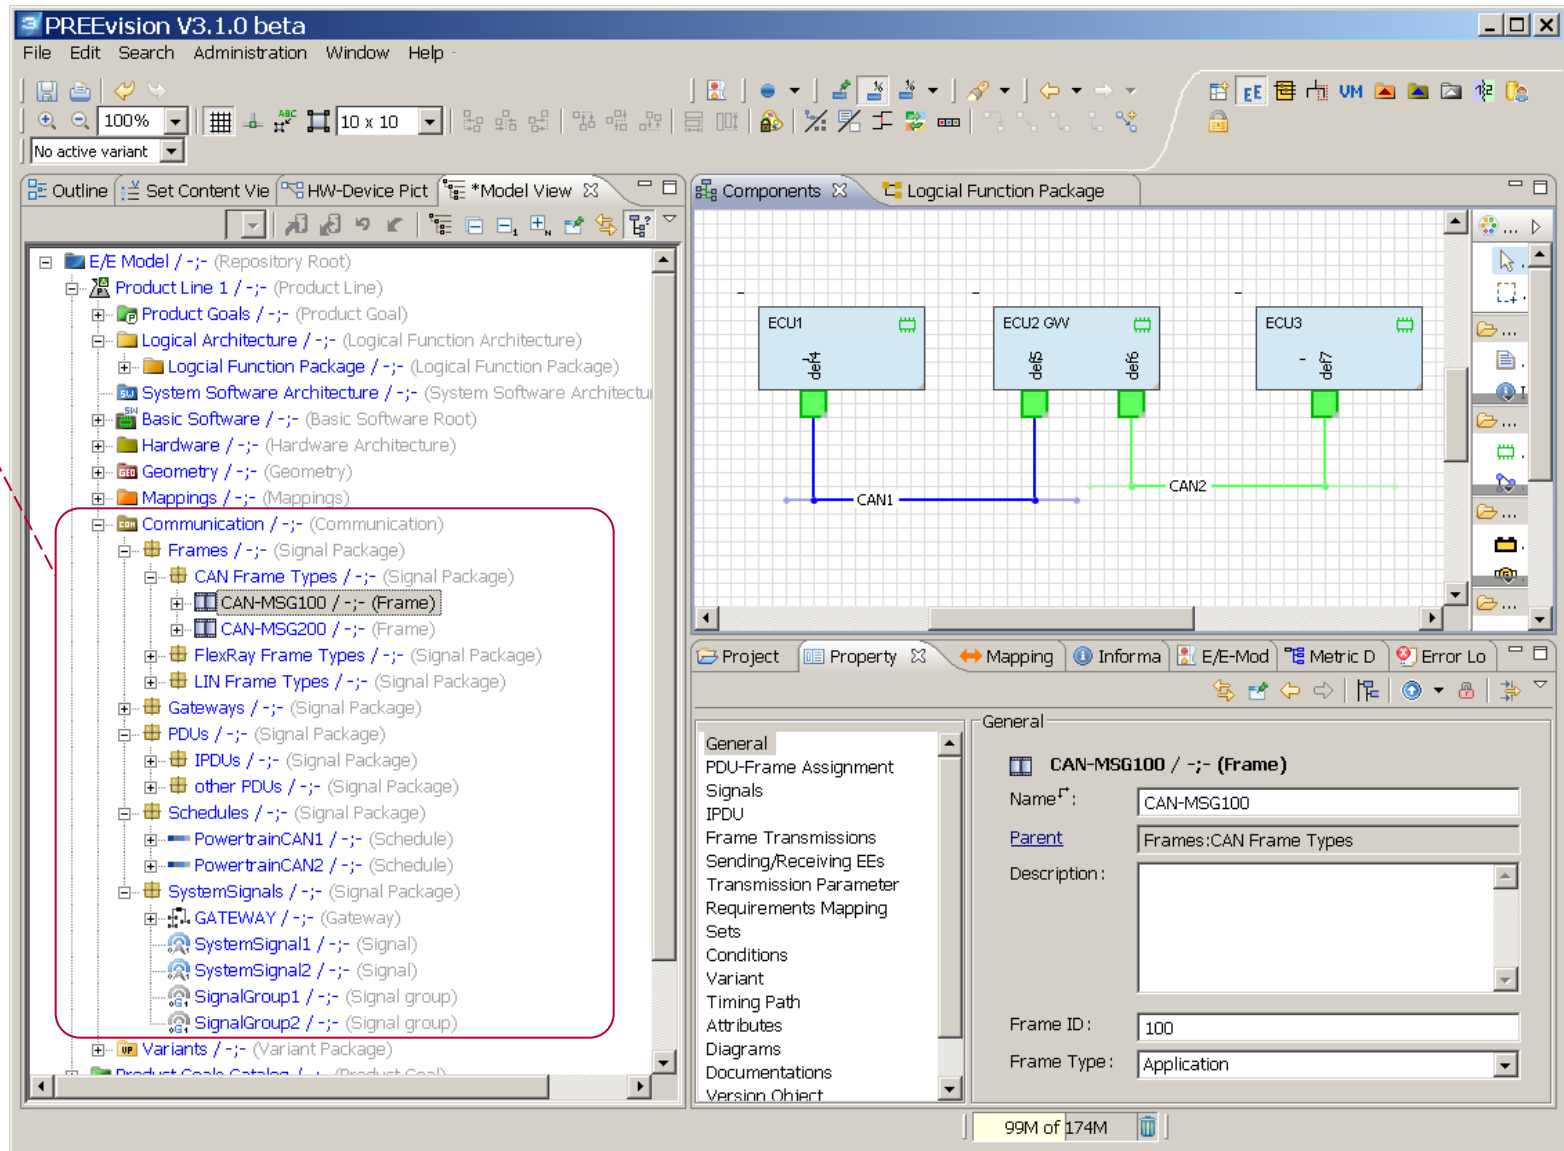 PREEvision V3.1.0 beta
File Edit Search Administration Window Help
100% ABC 10 x 10
EE VM
No active variant
Outline Set Content Vie HW-Device Pict *Model View
E/E Model / -;- (Repository Root)
Product Line 1 / -;- (Product Line)
Product Goals / -;- (Product Goal)
Logical Architecture / -;- (Logical Function Architecture)
Logcial Function Package / -;- (Logical Function Package)
System Software Architecture / -;- (System Software Architectu
Basic Software / -;- (Basic Software Root)
Hardware / -;- (Hardware Architecture)
Geometry / -;- (Geometry)
Mappings / -;- (Mappings)
Communication / -;- (Communication)
Frames / -;- (Signal Package)
CAN Frame Types / -;- (Signal Package)
CAN-MSG100 / -;- (Frame)
CAN-MSG200 / -;- (Frame)
FlexRay Frame Types / -;- (Signal Package)
LIN Frame Types / -;- (Signal Package)
Gateways / -;- (Signal Package)
PDUs / -;- (Signal Package)
IPDUs / -;- (Signal Package)
other PDUs / -;- (Signal Package)
Schedules / -;- (Signal Package)
PowertrainCAN1 / -;- (Schedule)
PowertrainCAN2 / -;- (Schedule)
SystemSignals / -;- (Signal Package)
GATEWAY / -;- (Gateway)
SystemSignal1 / -;- (Signal)
SystemSignal2 / -;- (Signal)
SignalGroup1 / -;- (Signal group)
SignalGroup2 / -;- (Signal group)
Variants / -;- (Variant Package)
Product Goals Catalog / -;- (Product Goal)
Components Logcial Function Package
ECU1 ECU2 GW ECU3
def4 def5 def6 def7
CAN1
CAN2
Project Property Mapping Informa E/E-Mod Metric D Error Lo
General
PDU-Frame Assignment
Signals
IPDU
Frame Transmissions
Sending/Receiving EEs
Transmission Parameter
Requirements Mapping
Sets
Conditions
Variant
Timing Path
Attributes
Diagrams
Documentations
Version Object
General
CAN-MSG100 / -;- (Frame)
Name : CAN-MSG100
Parent Frames:CAN Frame Types
Description:
Frame ID: 100
Frame Type: Application
99M of 174M